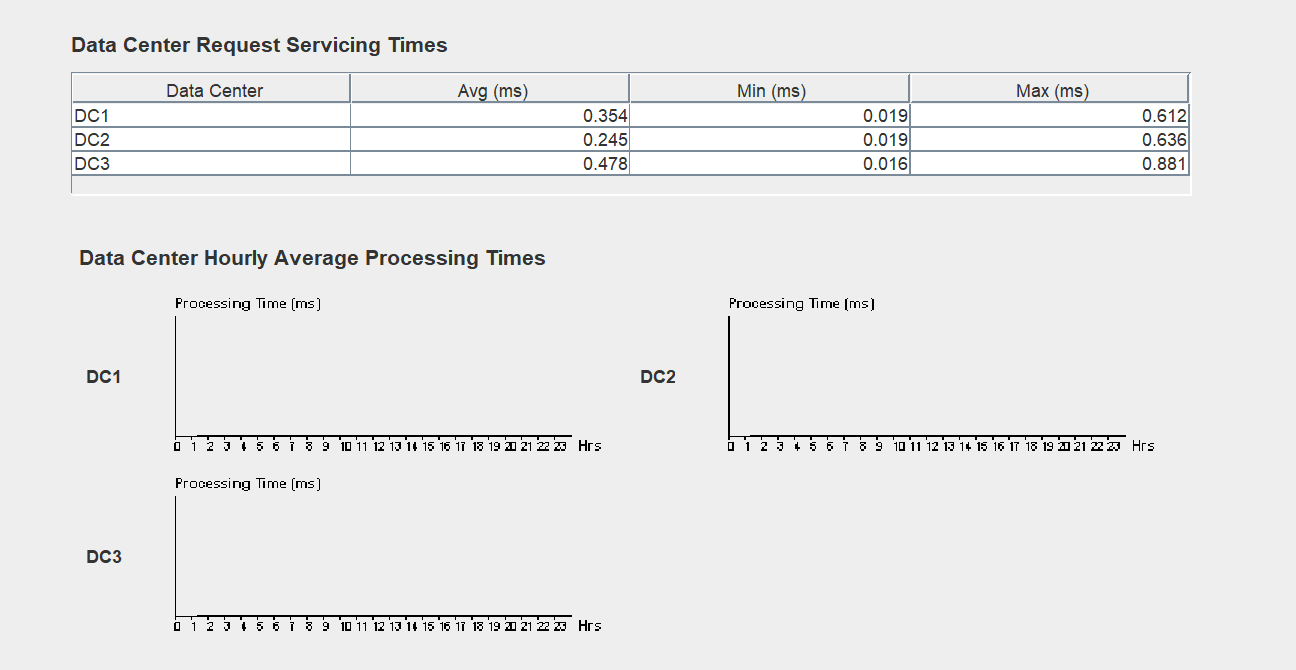 Data Center Request Servicing Times
Data Center Avg (ms) Min (ms) Max (ms)
DC1 0.354 0.019 0.612
DC2 0.245 0.019 0.636
DC3 0.478 0.016 0.881
Data Center Hourly Average Processing Times
Processing Time (ms)
DC1
0 1 2 3 4 5 6 7 8 9 10 11 12 13 14 15 16 17 18 19 20 21 22 23 Hrs
Processing Time (ms)
DC2
0 1 2 3 4 5 6 7 8 9 10 11 12 13 14 15 16 17 18 19 20 21 22 23 Hrs
Processing Time (ms)
DC3
0 1 2 3 4 5 6 7 8 9 10 11 12 13 14 15 16 17 18 19 20 21 22 23 Hrs